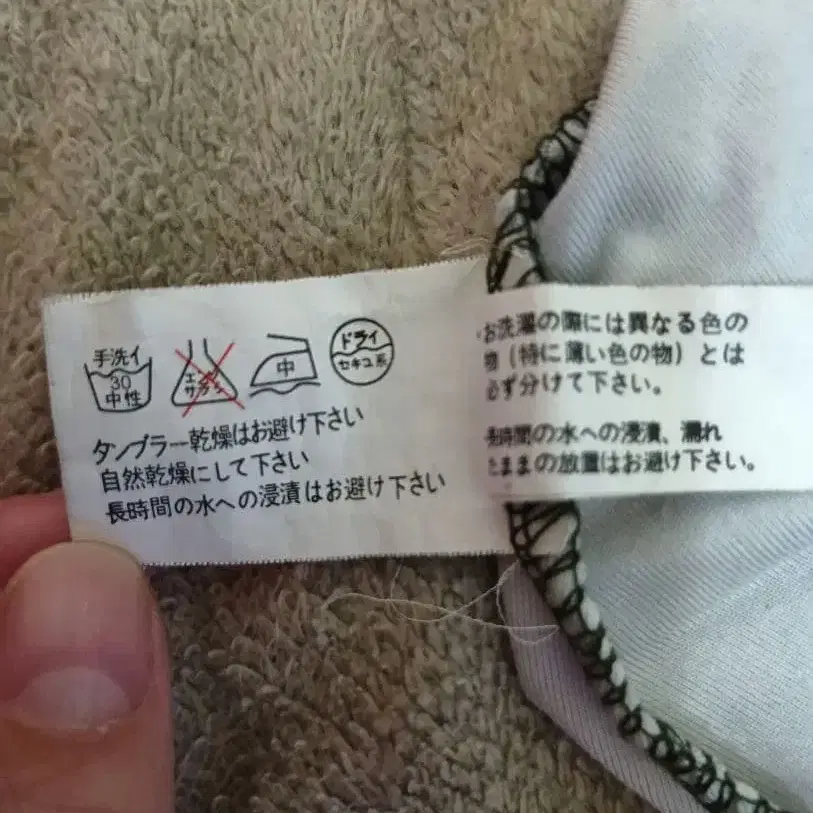 手洗イ
30
中性
エンソ
サラシ
中
ドライ
セキユ系
タンブラー乾燥はお避け下さい
自然乾燥にして下さい
長時間の水への浸漬はお避け下さい
お洗濯の際には異なる色の
物（特に薄い色の物）とは
必ず分けて下さい。
長時間の水への浸漬、濡れ
たままの放置はお避け下さい。